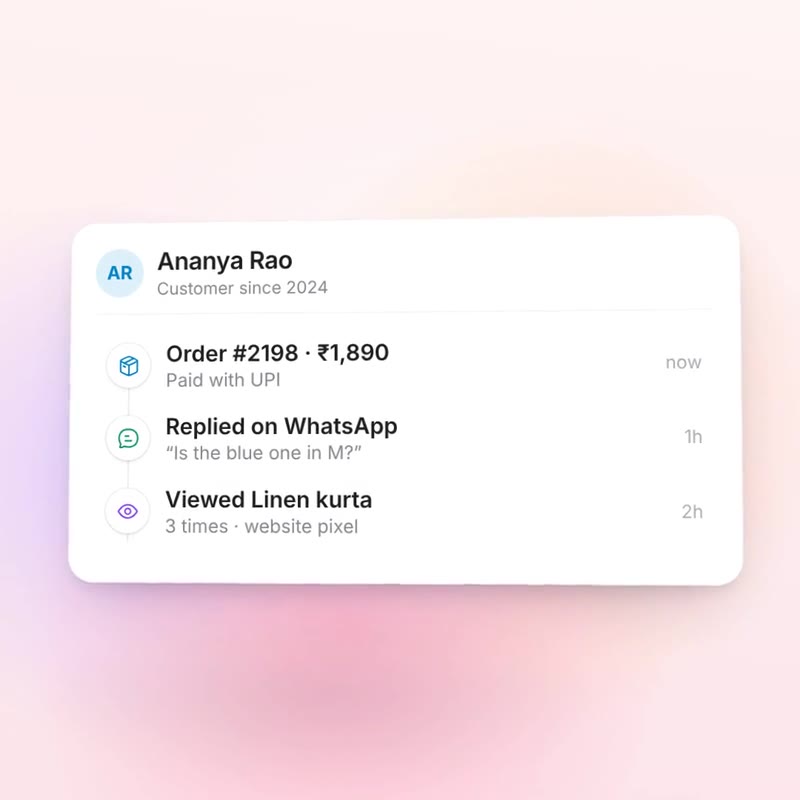 AR
Ananya Rao
Customer since 2024
Order #2198 · ₹1,890
Paid with UPI
now
Replied on WhatsApp
“Is the blue one in M?”
1h
Viewed Linen kurta
3 times · website pixel
2h